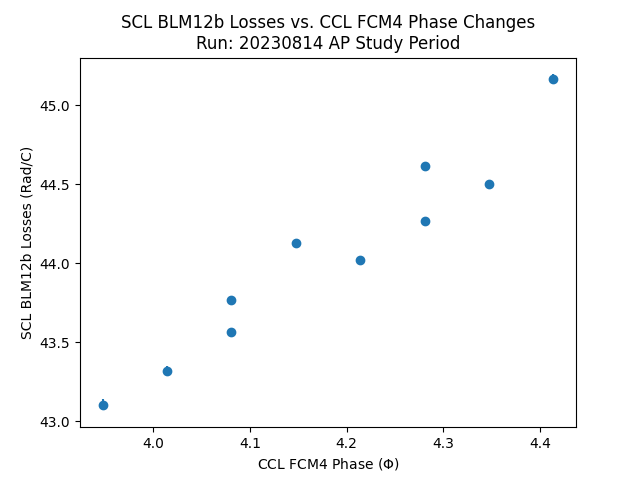 SCL BLM12b Losses vs. CCL FCM4 Phase Changes
Run: 20230814 AP Study Period
SCL BLM12b Losses (Rad/C)
45.0
44.5
44.0
43.5
43.0
4.0
4.1
4.2
4.3
4.4
CCL FCM4 Phase (Φ)